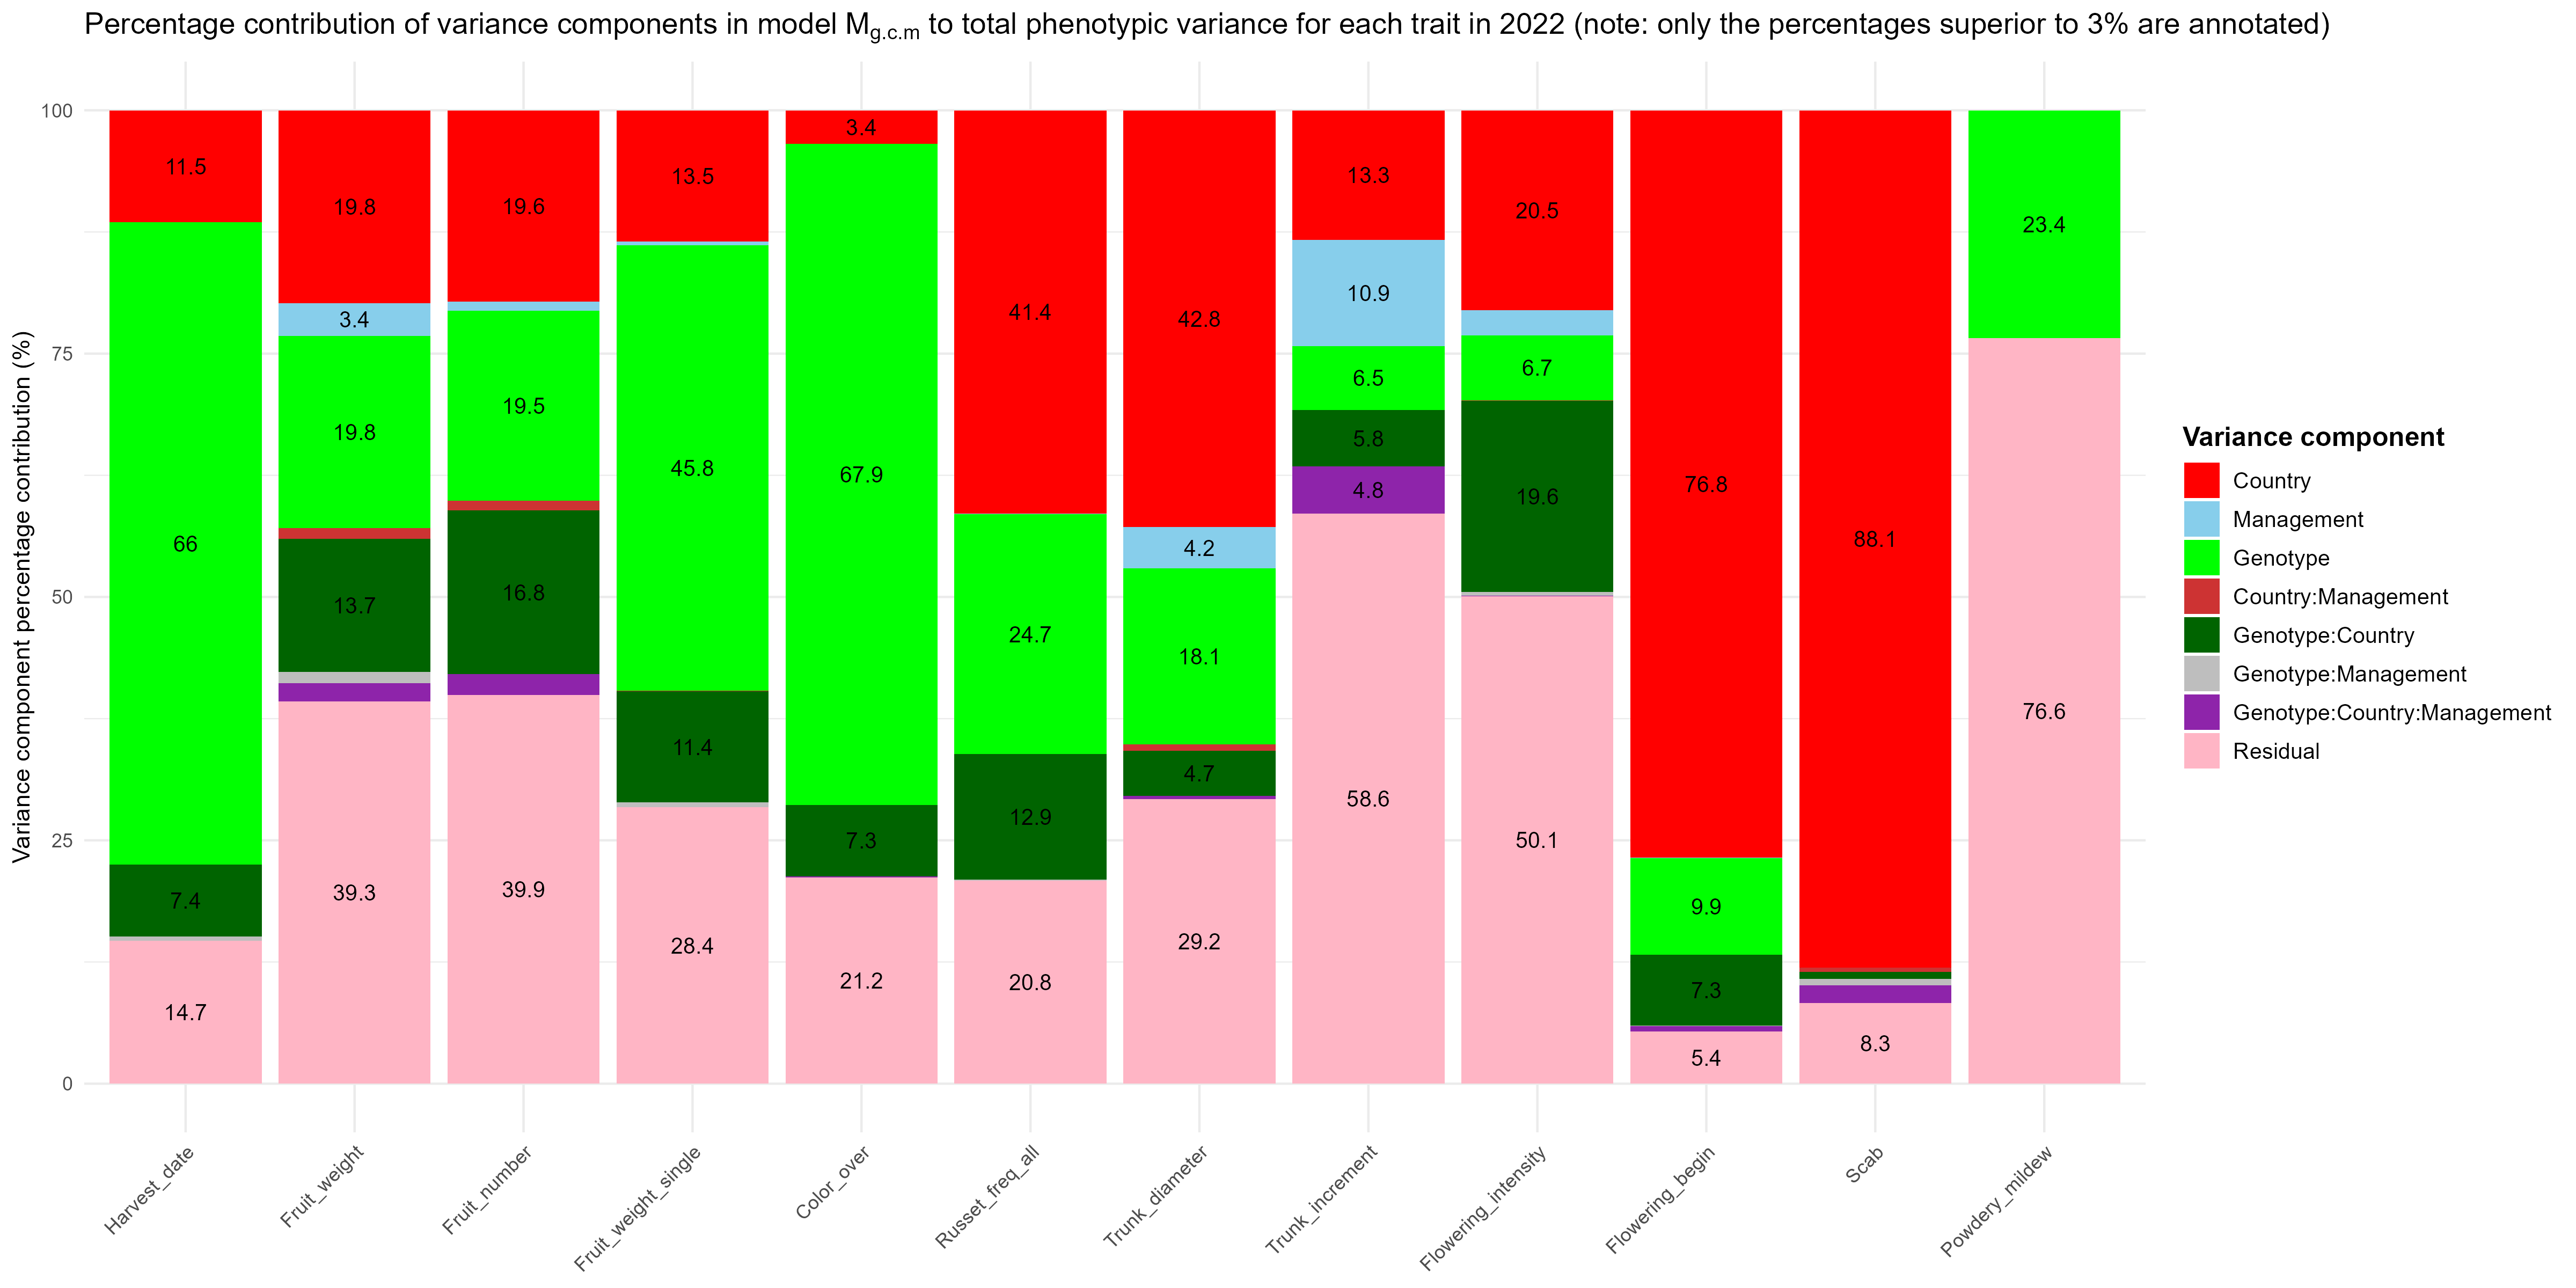 Percentage contribution of variance components in model Mg.c.m to total phenotypic variance for each trait in 2022 (note: only the percentages superior to 3% are annotated)
Variance component percentage contribution (%)
100
75
50
25
0
11.5
66
7.4
14.7
19.8
3.4
19.8
13.7
39.3
19.6
19.5
16.8
39.9
13.5
45.8
11.4
28.4
3.4
67.9
7.3
21.2
41.4
24.7
12.9
20.8
42.8
4.2
18.1
4.7
29.2
13.3
10.9
6.5
5.8
4.8
58.6
20.5
6.7
19.6
50.1
76.8
9.9
7.3
5.4
88.1
8.3
23.4
76.6
Harvest_date
Fruit_weight
Fruit_number
Fruit_weight_single
Color_over
Russet_freq_all
Trunk_diameter
Trunk_increment
Flowering_intensity
Flowering_begin
Scab
Powdery_mildew
Variance component
Country
Management
Genotype
Country:Management
Genotype:Country
Genotype:Management
Genotype:Country:Management
Residual